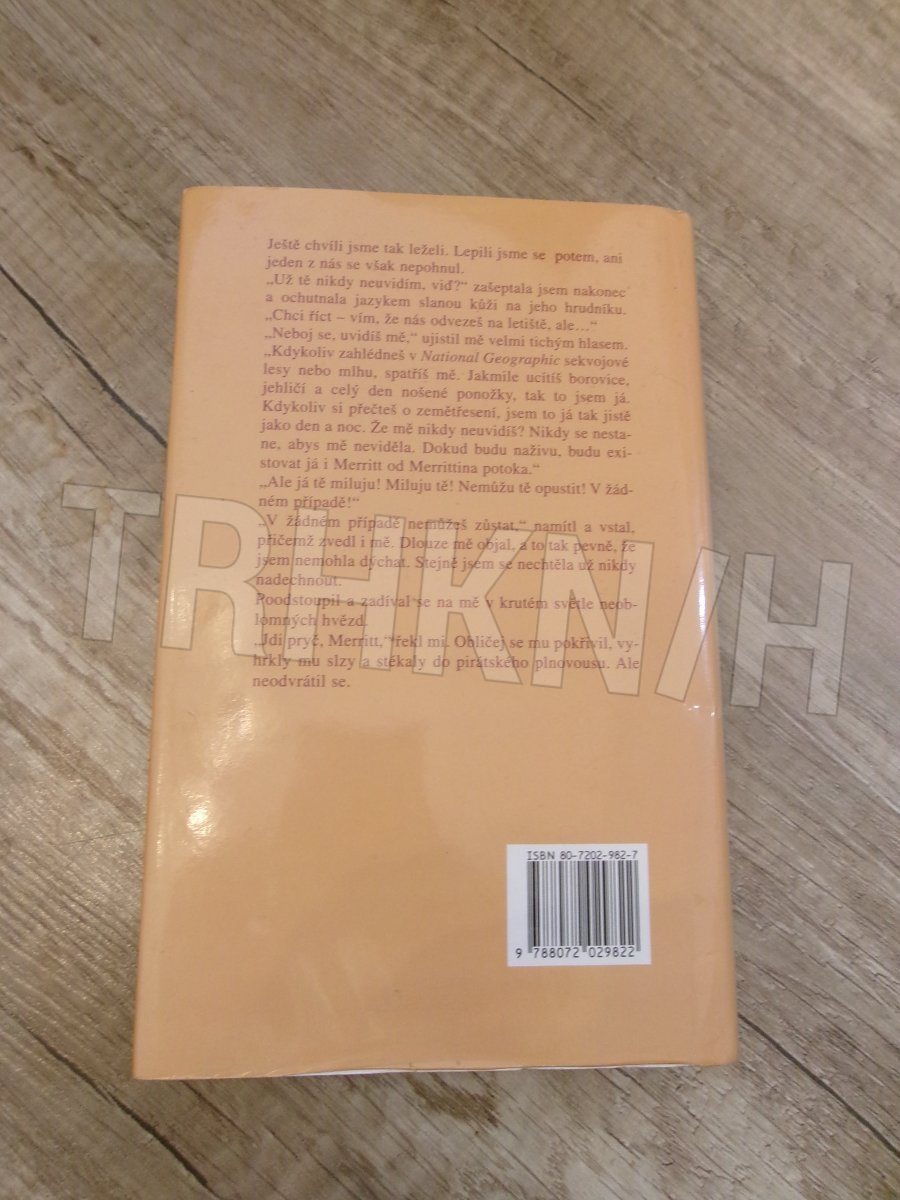 Ještě chvíli jsme tak leželi. Lepili jsme se potem, ani
jeden z nás se však nepohnul.
„Už tě nikdy neuvidím, viď?“ zašeptala jsem nakonec
a ochutnala jazykem slanou kůži na jeho hrudníku.
„Chci říct – vím, že nás odvezeš na letiště, ale...“
„Neboj se, uvidíš mě,“ ujistil mě velmi tichým hlasem.
„Kdykoliv zahlédneš v National Geographic sekvojové
lesy nebo mlhu, spatříš mě. Jakmile ucítíš borovice,
jehličí a celý den nošené ponožky, tak to jsem já.
Kdykoliv si přečteš o zemětřesení, jsem to já tak jistě
jako den a noc. Že mě nikdy neuvidíš? Nikdy se nesta-
ne, abys mě neviděla. Dokud budu naživu, budu exi-
stovat já i Merritt od Merrittina potoka.“
„Ale já tě miluju! Miluju tě! Nemůžu tě opustit! V žád-
ném případě!“
„V žádném případě nemůžeš zůstat,“ namítl a vstal,
přičemž zvedl i mě. Dlouze mě objal, a to tak pevně, že
jsem nemohla dýchat. Stejně jsem se nechtěla už nikdy
nadechnout.
Poodstoupil a zadíval se na mě v krutém světle neob-
lomných hvězd.
„Jdi pryč, Merritt,“ řekl mi. Obličej se mu pokřivil, vy-
hrkly mu slzy a stékaly do pirátského plnovousu. Ale
neodvrátil se.
TRHKNIH
ISBN 80-7202-982-7
9 788072 029822